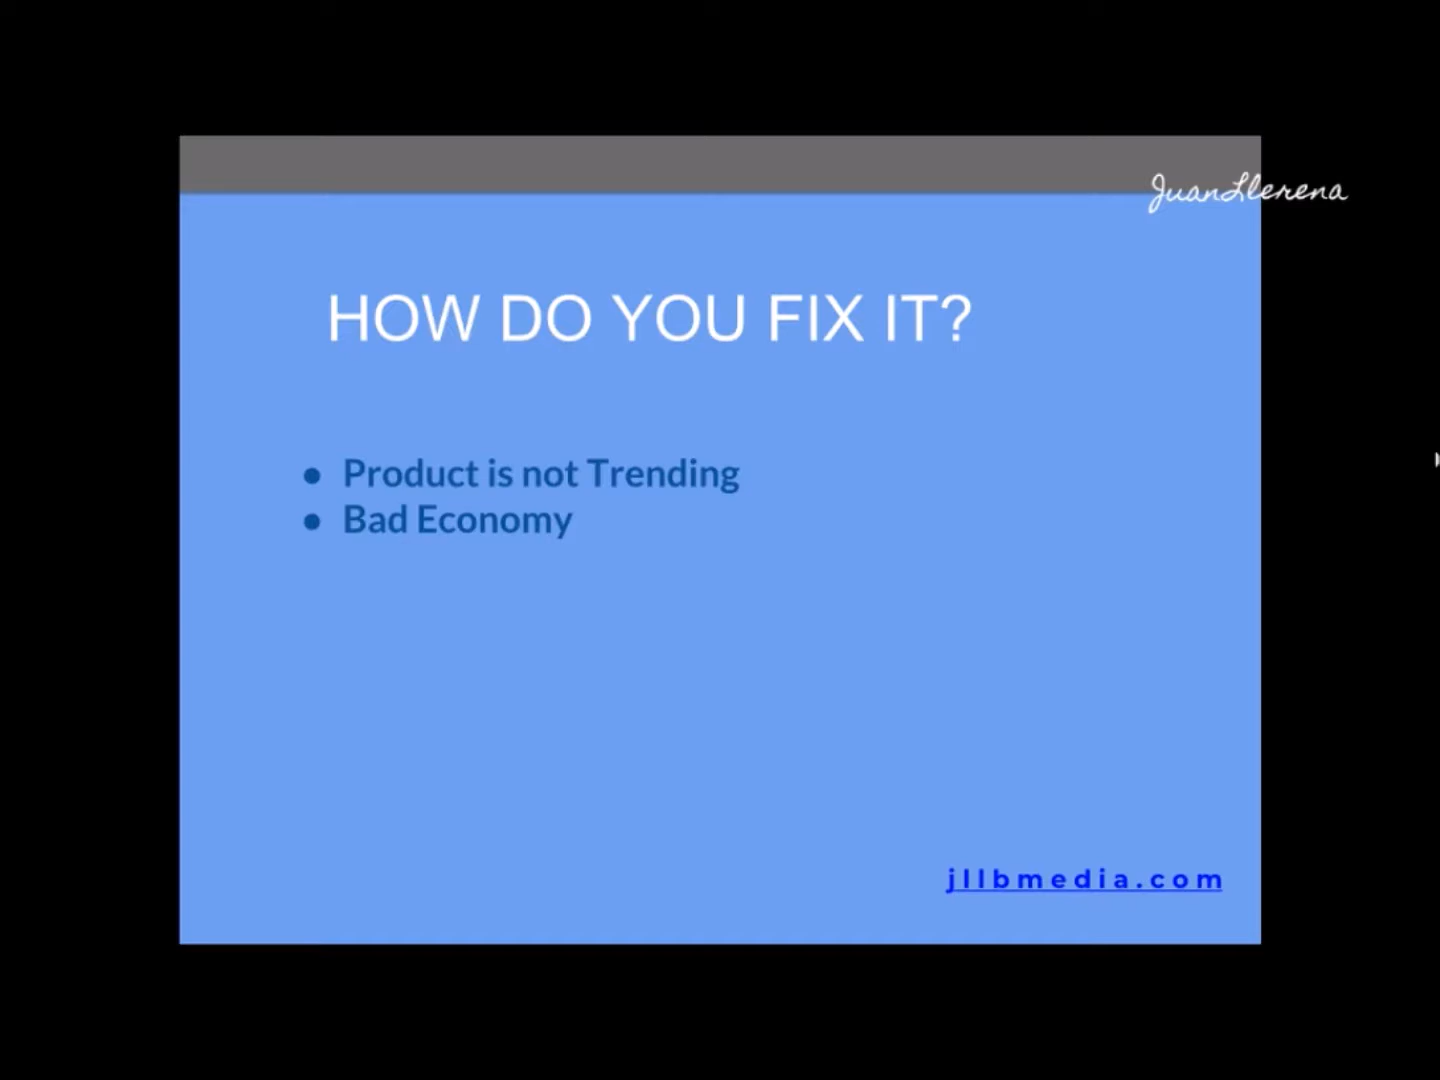 JuanLlerena
HOW DO YOU FIX IT?
● Product is not Trending
● Bad Economy
jllbmedia.com